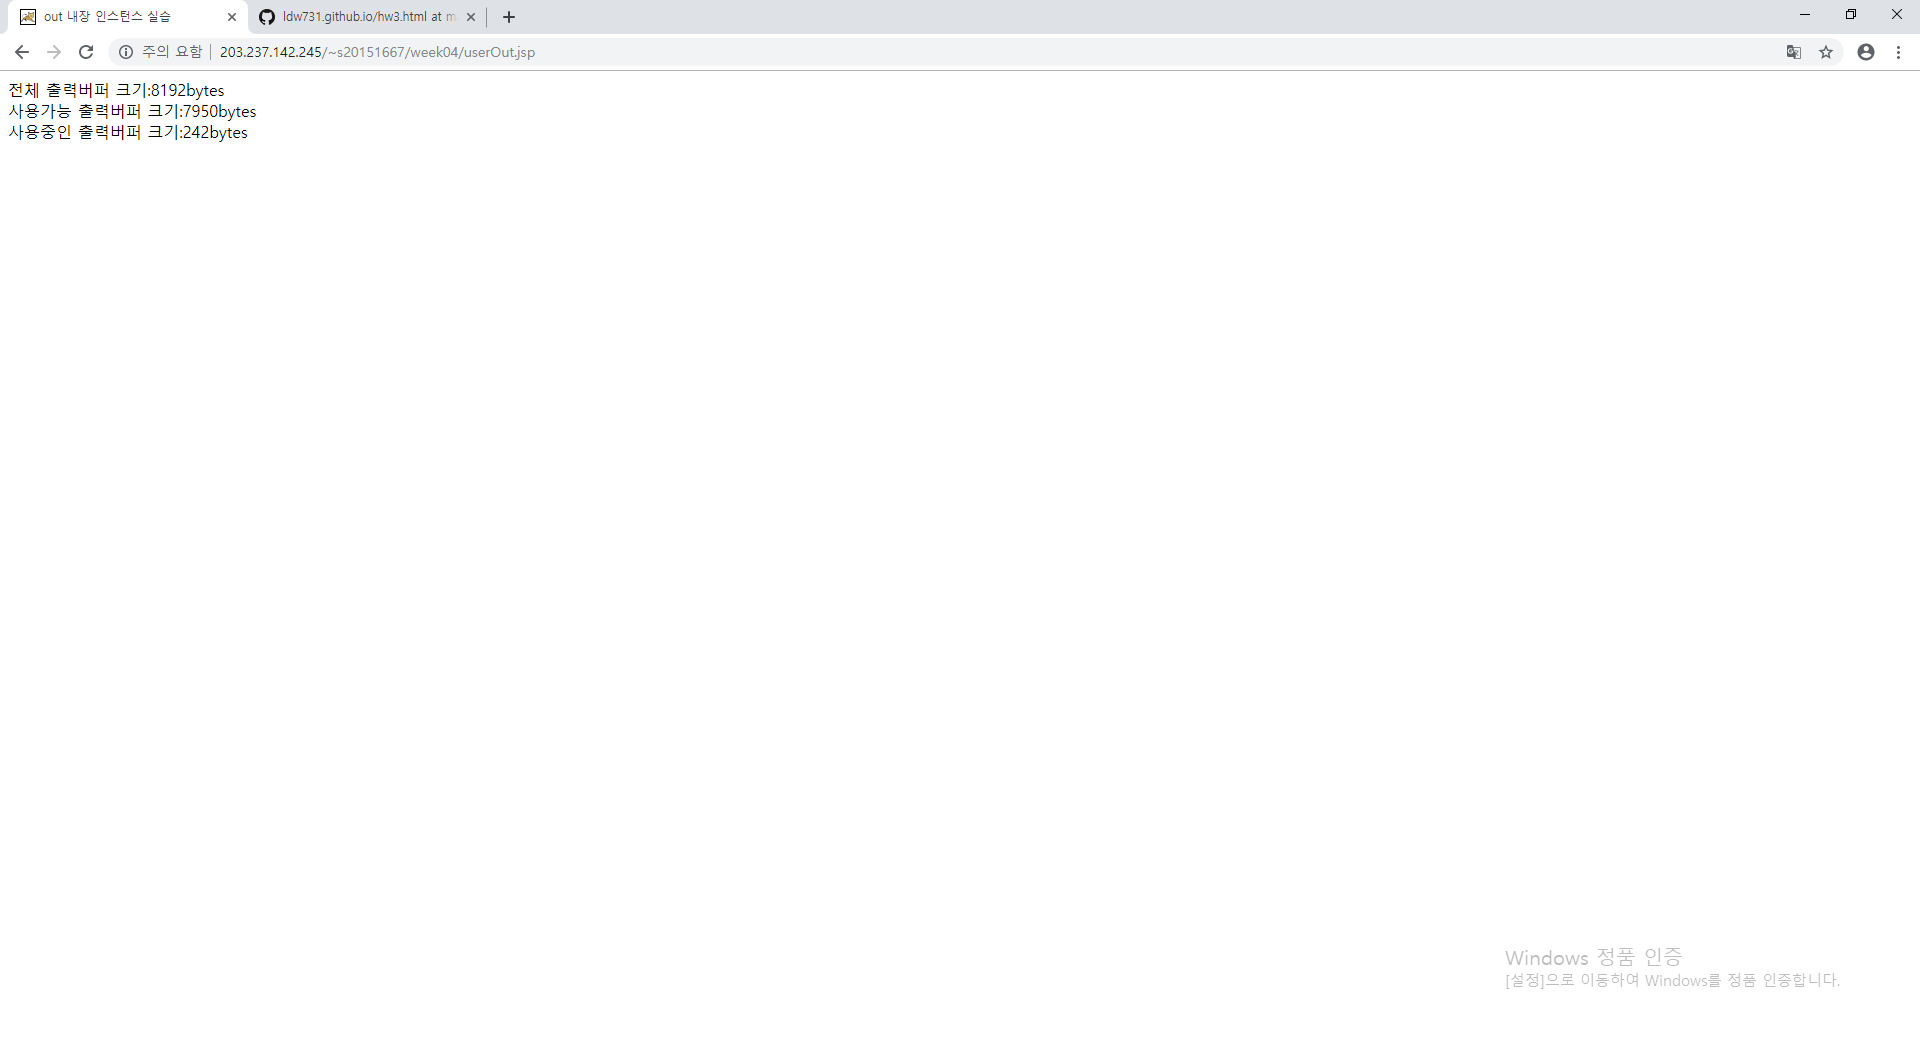 out 내장 인스턴스 실습
ldw731.github.io/hw3.html at m
주의 요함
203.237.142.245/~s20151667/week04/userOut.jsp
전체 출력버퍼 크기:8192bytes
사용가능 출력버퍼 크기:7950bytes
사용중인 출력버퍼 크기:242bytes
Windows 정품 인증
[설정]으로 이동하여 Windows를 정품 인증합니다.